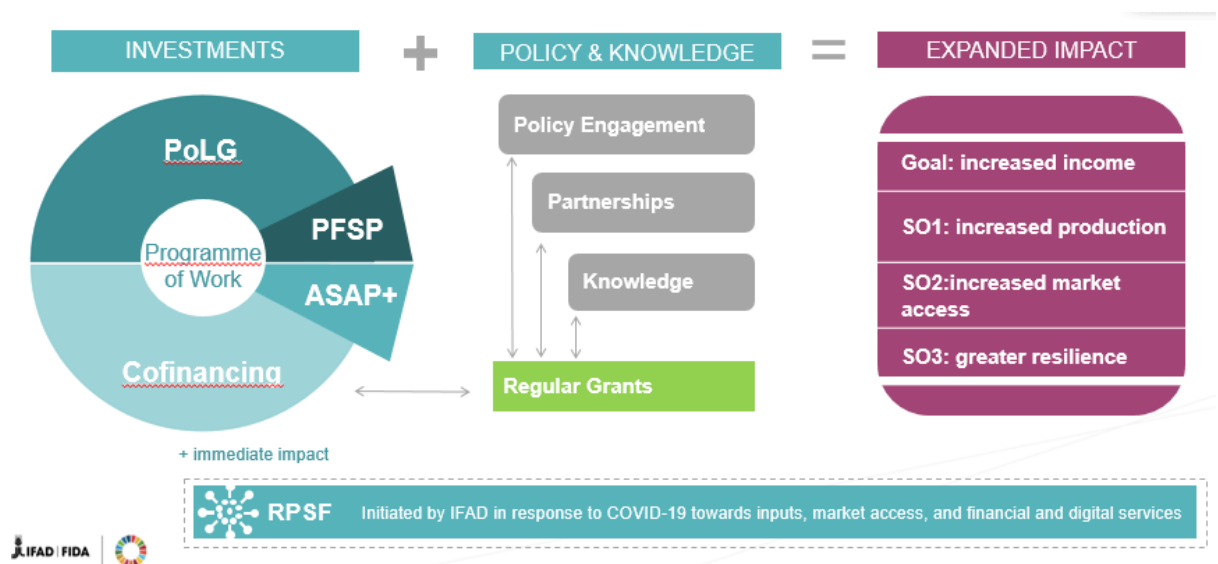 INVESTMENTS
+
POLICY & KNOWLEDGE
=
EXPANDED IMPACT
PoLG
PFSP
Programme
of Work
ASAP+
Cofinancing
Policy Engagement
Partnerships
Knowledge
Regular Grants
Goal: increased income
SO1: increased production
SO2:increased market
access
SO3: greater resilience
+ immediate impact
RPSF
Initiated by IFAD in response to COVID-19 towards inputs, market access, and financial and digital services
JLIFAD | FIDA